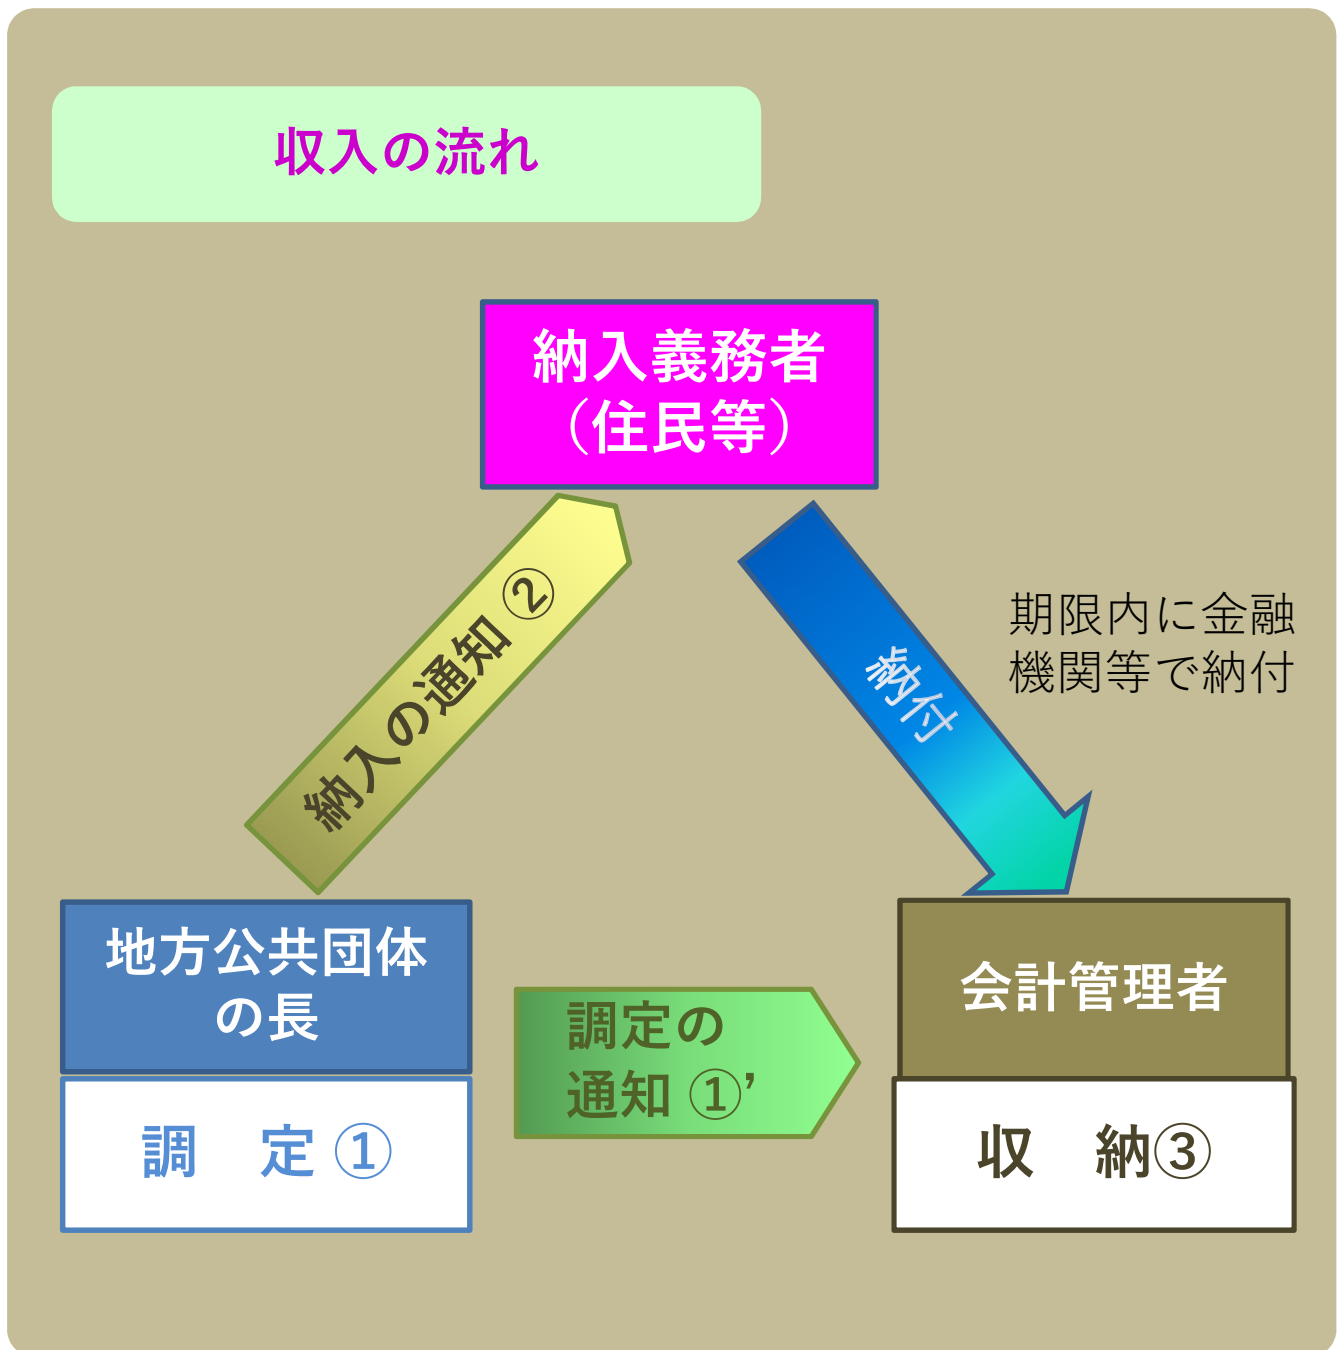 収入の流れ
納入義務者
（住民等）
納入の通知 ②
納付
期限内に金融
機関等で納付
地方公共団体
の長
調　定 ①
調定の
通知 ①’
会計管理者
収　納③